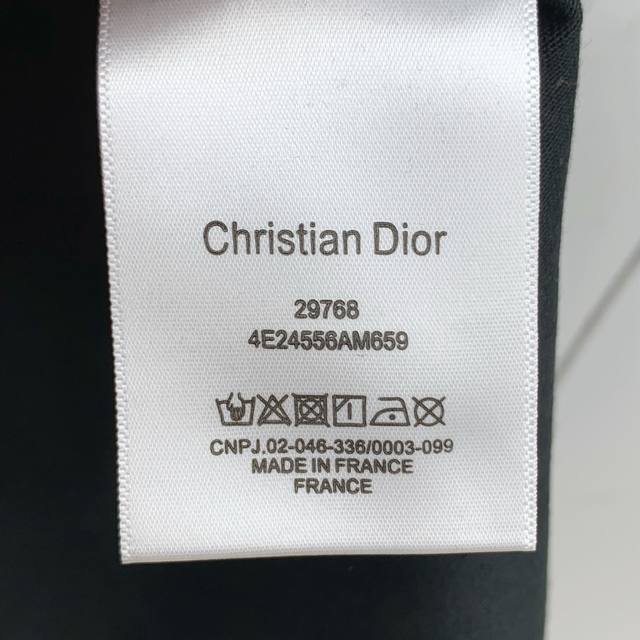 Christian Dior
29768
4E24556AM659
CNPJ.02-046-336/0003-099
MADE IN FRANCE
FRANCE